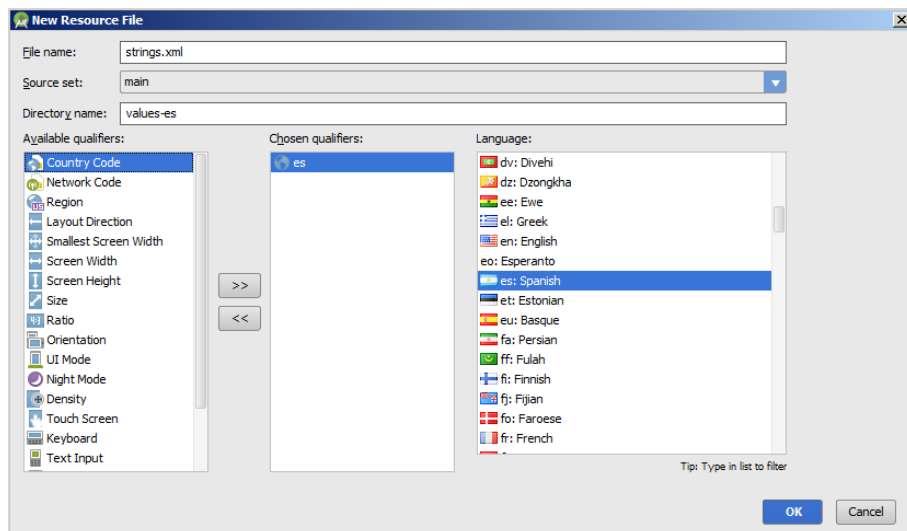 New Resource File
File name: strings.xml
Source set: main
Directory name: values-es
Available qualifiers:
Country Code
Network Code
Region
Layout Direction
Smallest Screen Width
Screen Width
Screen Height
Size
Ratio
Orientation
UI Mode
Night Mode
Density
Touch Screen
Keyboard
Text Input
>>
<<
Chosen qualifiers:
es
Language:
dv: Divehi
dz: Dzongkha
ee: Ewe
el: Greek
en: English
eo: Esperanto
es: Spanish
et: Estonian
eu: Basque
fa: Persian
ff: Fulah
fi: Finnish
fj: Fijian
fo: Faroese
fr: French
Tip: Type in list to filter
OK
Cancel